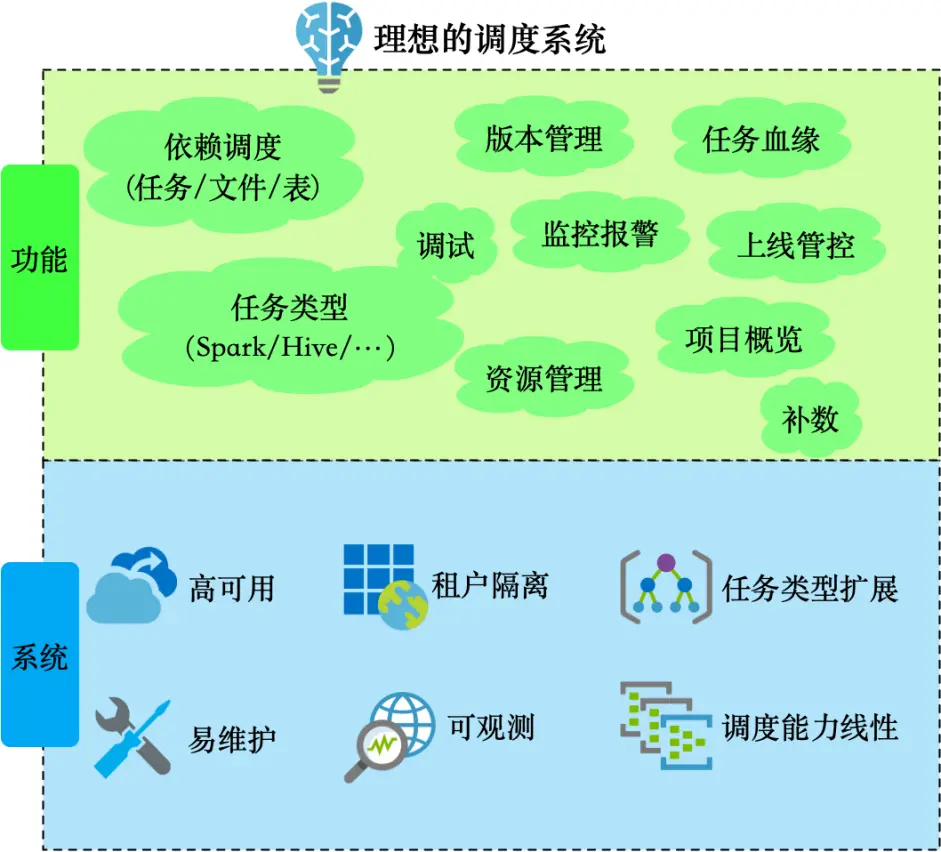 理想的调度系统
功能
依赖调度
(任务/文件/表)
版本管理
任务血缘
调试
监控报警
上线管控
任务类型
（Spark/Hive/…）
资源管理
项目概览
补数
系统
高可用
租户隔离
任务类型扩展
易维护
可观测
调度能力线性